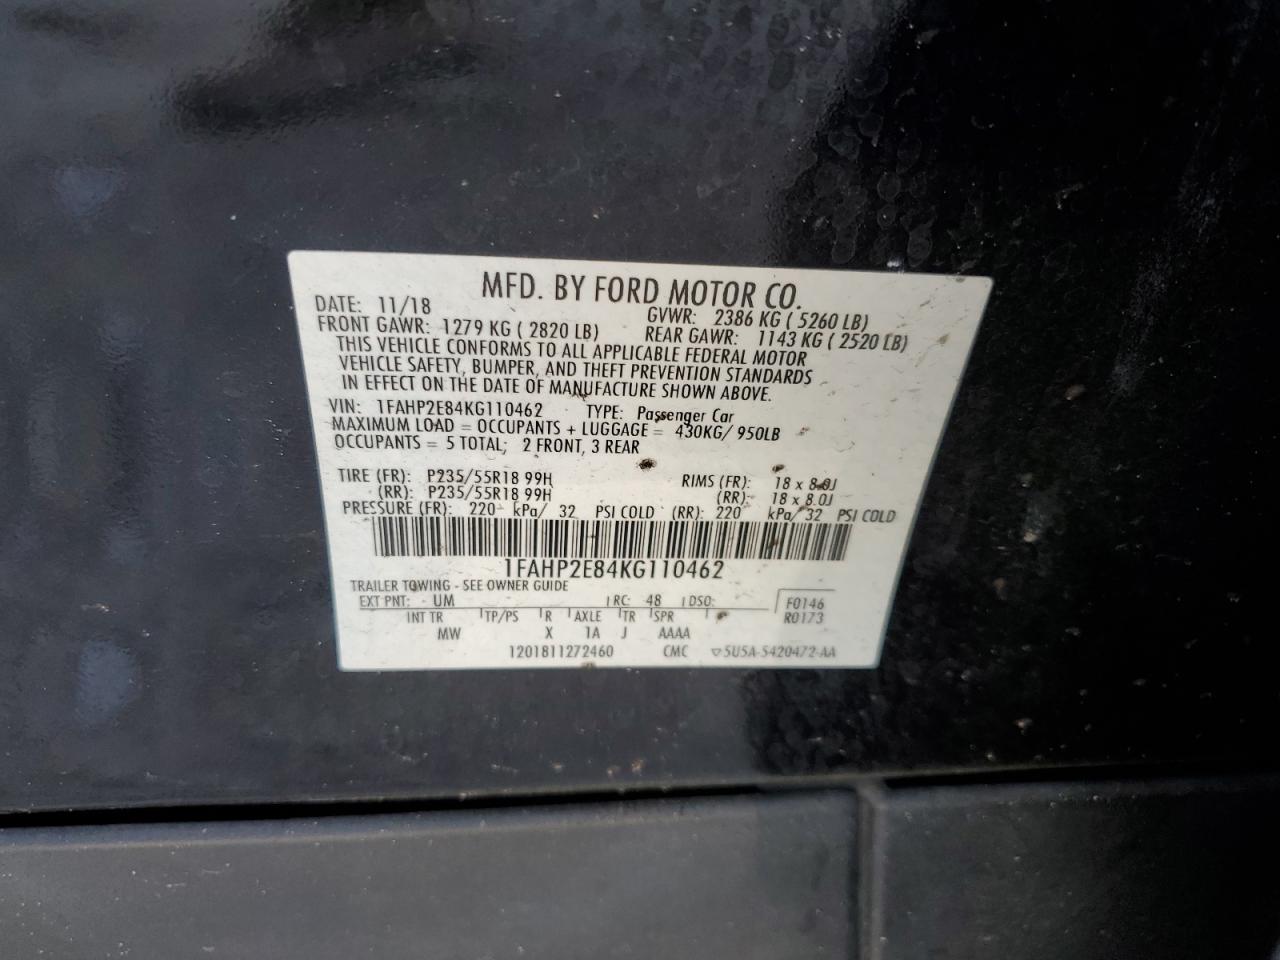 MFD. BY FORD MOTOR CO.
DATE: 11/18 GVWR: 2386 KG ( 5260 LB)
FRONT GAWR: 1279 KG ( 2820 LB) REAR GAWR: 1143 KG ( 2520 LB)
THIS VEHICLE CONFORMS TO ALL APPLICABLE FEDERAL MOTOR
VEHICLE SAFETY, BUMPER, AND THEFT PREVENTION STANDARDS
IN EFFECT ON THE DATE OF MANUFACTURE SHOWN ABOVE.
VIN: 1FAHP2E84KG110462 TYPE: Passenger Car
MAXIMUM LOAD = OCCUPANTS + LUGGAGE = 430KG/ 950LB
OCCUPANTS = 5 TOTAL; 2 FRONT, 3 REAR
TIRE (FR): P235/55R18 99H RIMS (FR): 18 x 8.0J
(RR): P235/55R18 99H (RR): 18 x 8.0J
PRESSURE (FR): 220 kPa/ 32 PSI COLD (RR): 220 kPa/ 32 PSI COLD
1FAHP2E84KG110462
TRAILER TOWING - SEE OWNER GUIDE
EXT PNT: UM RC: 48 DSO: F0146
INT TR TP/PS R AXLE TR SPR R0173
MW X 1A J AAAA
1201811272460 CMC ▽5U5A-5420472-AA